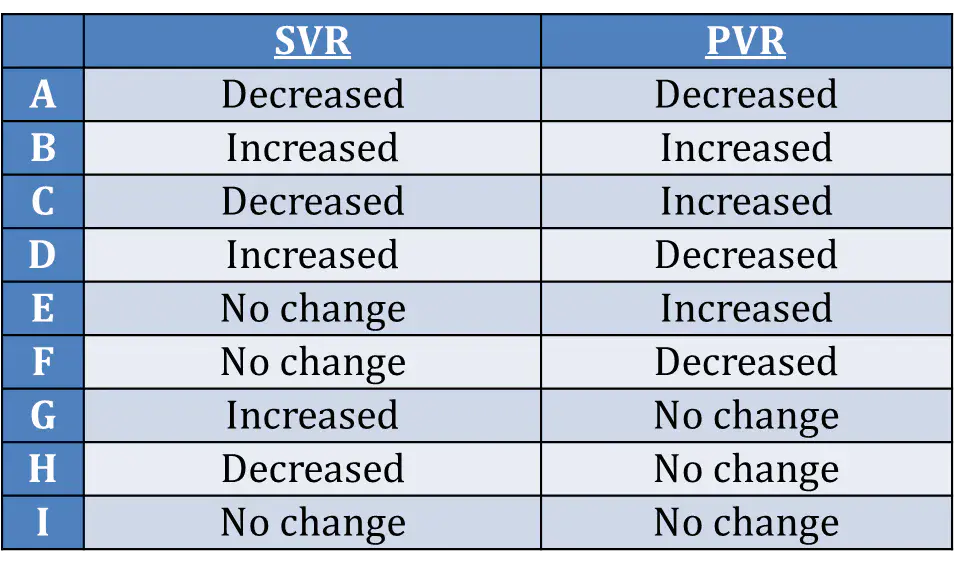 SVR PVR
A Decreased Decreased
B Increased Increased
C Decreased Increased
D Increased Decreased
E No change Increased
F No change Decreased
G Increased No change
H Decreased No change
I No change No change